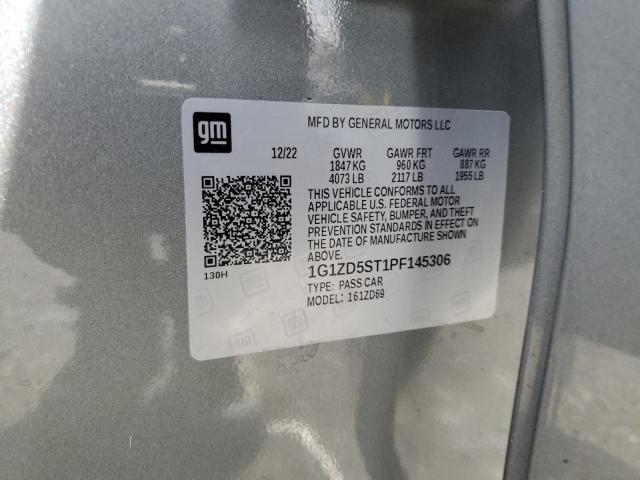 gm
MFD BY GENERAL MOTORS LLC
12/22 GVWR GAWR FRT GAWR RR
1847 KG 960 KG 887 KG
4073 LB 2117 LB 1955 LB
THIS VEHICLE CONFORMS TO ALL
APPLICABLE U.S. FEDERAL MOTOR
VEHICLE SAFETY, BUMPER, AND THEFT
PREVENTION STANDARDS IN EFFECT ON
THE DATE OF MANUFACTURE SHOWN
ABOVE.
130H
1G1ZD5ST1PF145306
TYPE: PASS CAR
MODEL: 161ZD69